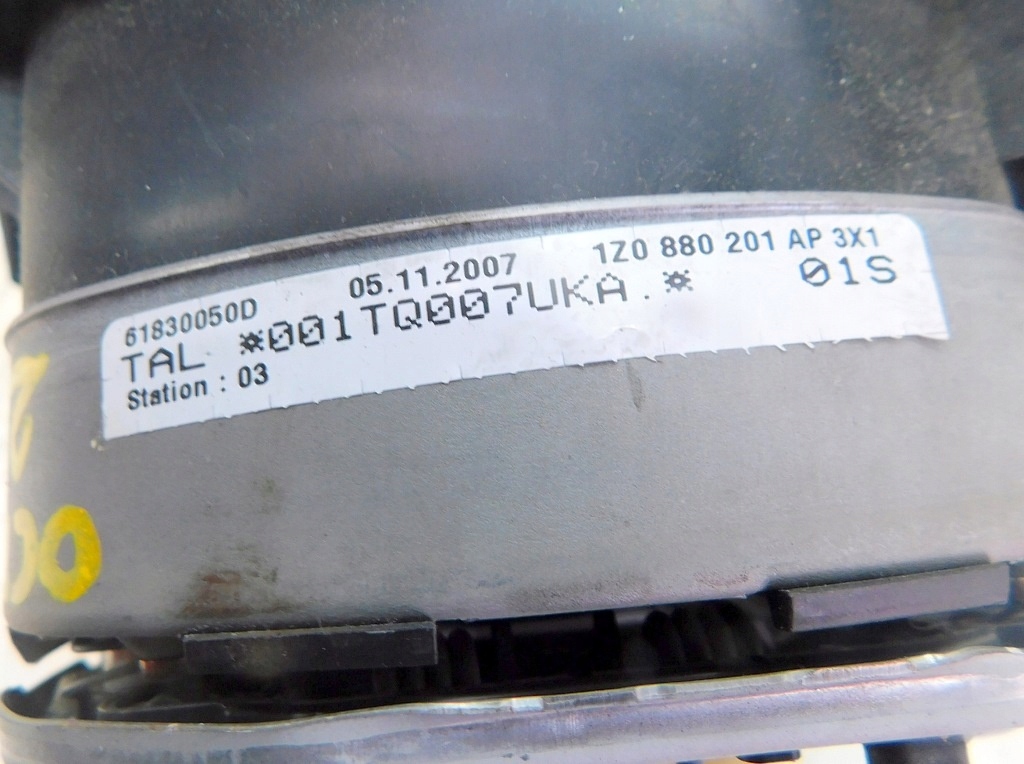 61830050D 05.11.2007 1Z0 880 201 AP 3X1
TAL *001TQ007UKA.* 01S
Station : 03